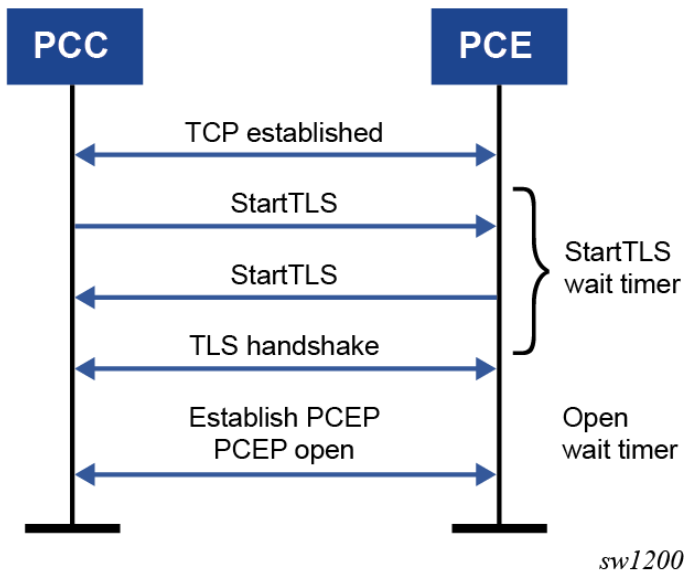 PCC
PCE
TCP established
StartTLS
StartTLS
StartTLS
wait timer
TLS handshake
Establish PCEP
PCEP open
Open
wait timer
sw1200